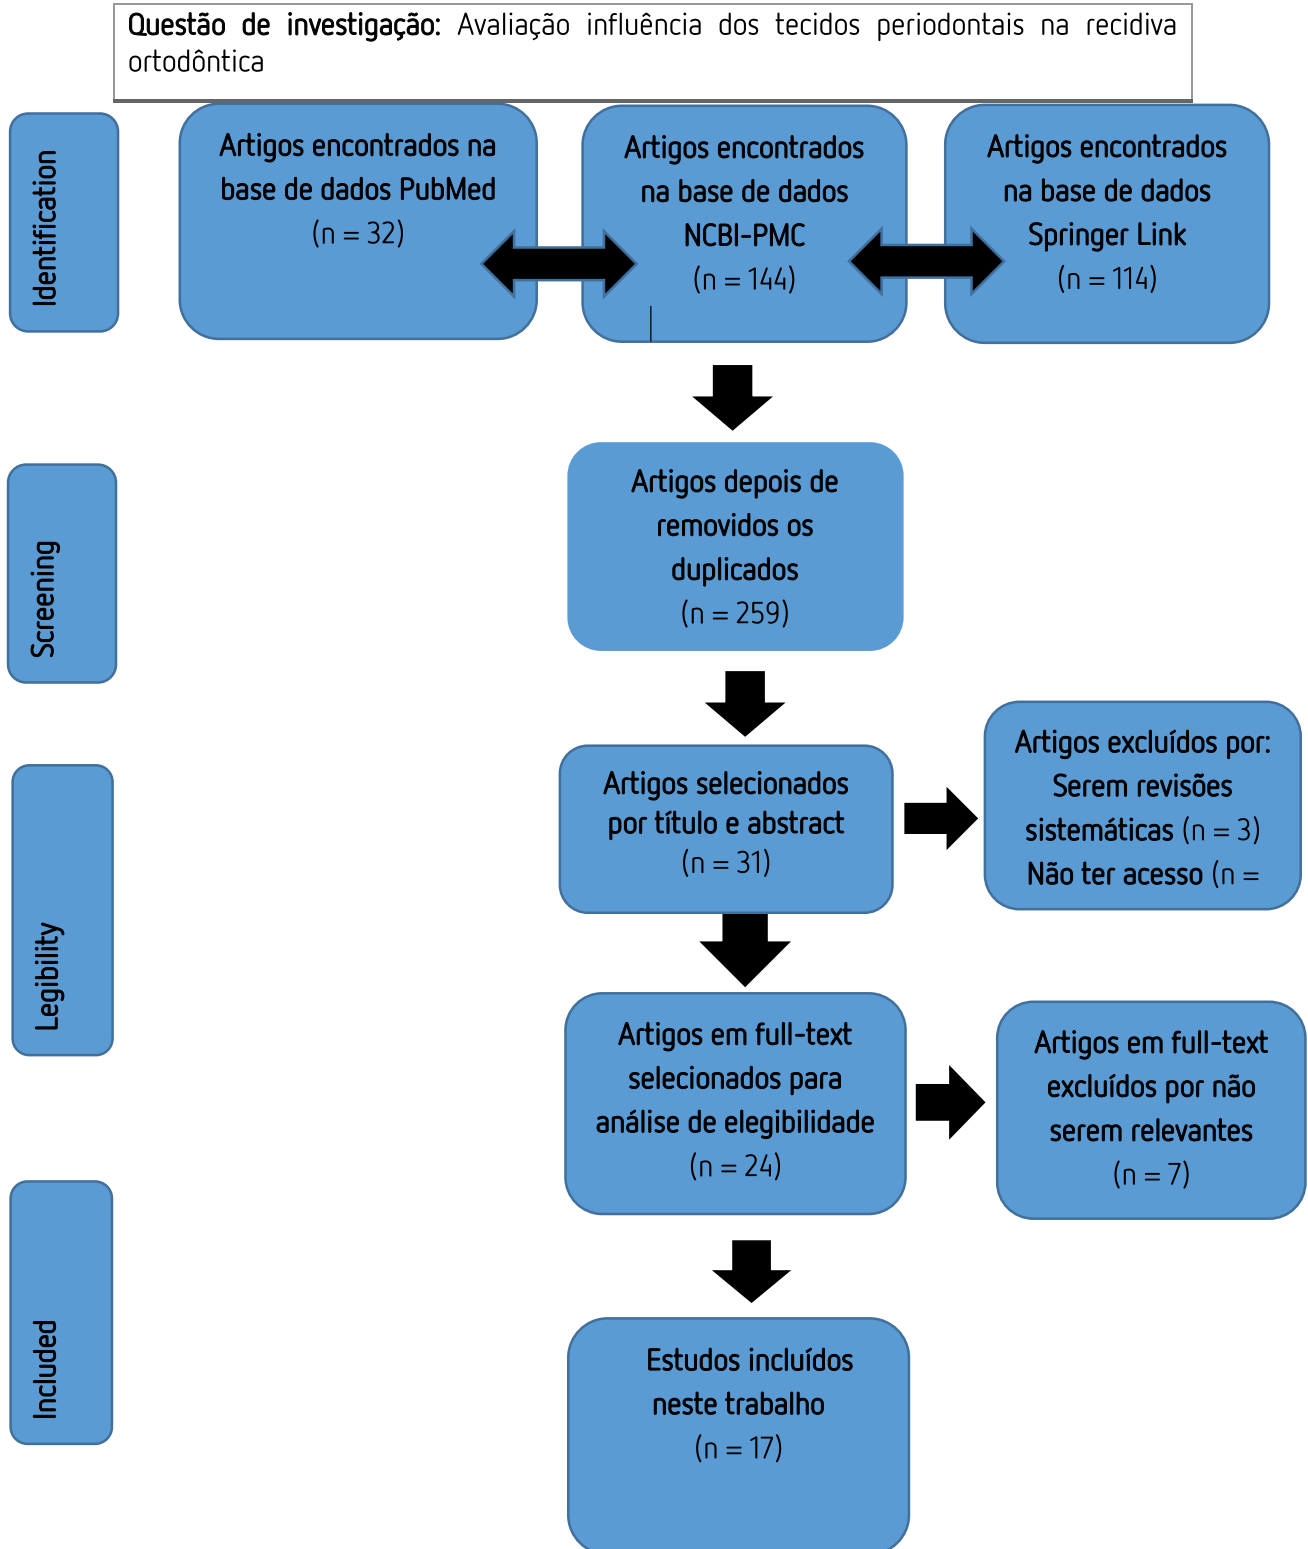 Questão de investigação: Avaliação influência dos tecidos periodontais na recidiva
ortodôntica
Identification
Artigos encontrados na
base de dados PubMed
(n = 32)
Artigos encontrados
na base de dados
NCBI-PMC
(n = 144)
Artigos encontrados
na base de dados
Springer Link
(n = 114)
Screening
Artigos depois de
removidos os
duplicados
(n = 259)
Legibility
Artigos selecionados
por título e abstract
(n = 31)
Artigos excluídos por:
Serem revisões
sistemáticas (n = 3)
Não ter acesso (n =
Artigos em full-text
selecionados para
análise de elegibilidade
(n = 24)
Artigos em full-text
excluídos por não
serem relevantes
(n = 7)
Included
Estudos incluídos
neste trabalho
(n = 17)